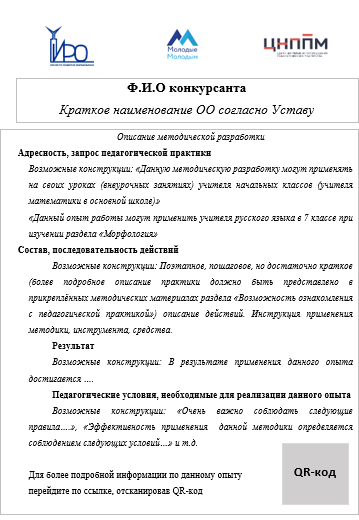 ИРО
Молодые
Молодым
ЦНППМ
Ф.И.О конкурсанта
Краткое наименование ОО согласно Уставу
Описание методической разработки
Адресность, запрос педагогической практики
Возможные конструкции: «Данную методическую разработку могут применять
на своих уроках (внеурочных занятиях) учителя начальных классов (учителя
математики в основной школе)»
«Данный опыт работы могут применить учителя русского языка в 7 классе при
изучении раздела «Морфология»
Состав, последовательность действий
Возможные конструкции: Поэтапное, пошаговое, но достаточно краткое
(более подробное описание практики должно быть представлено в
прикреплённых методических материалах раздела «Возможность ознакомления
с педагогической практикой») описание действий. Инструкция применения
методики, инструмента, средства.
Результат
Возможные конструкции: В результате применения данного опыта
достигается ….
Педагогические условия, необходимые для реализации данного опыта
Возможные конструкции: «Очень важно соблюдать следующие
правила….», «Эффективность применения данной методики определяется
соблюдением следующих условий…» и т.д.
QR-код
Для более подробной информации по данному опыту
перейдите по ссылке, отсканировав QR-код